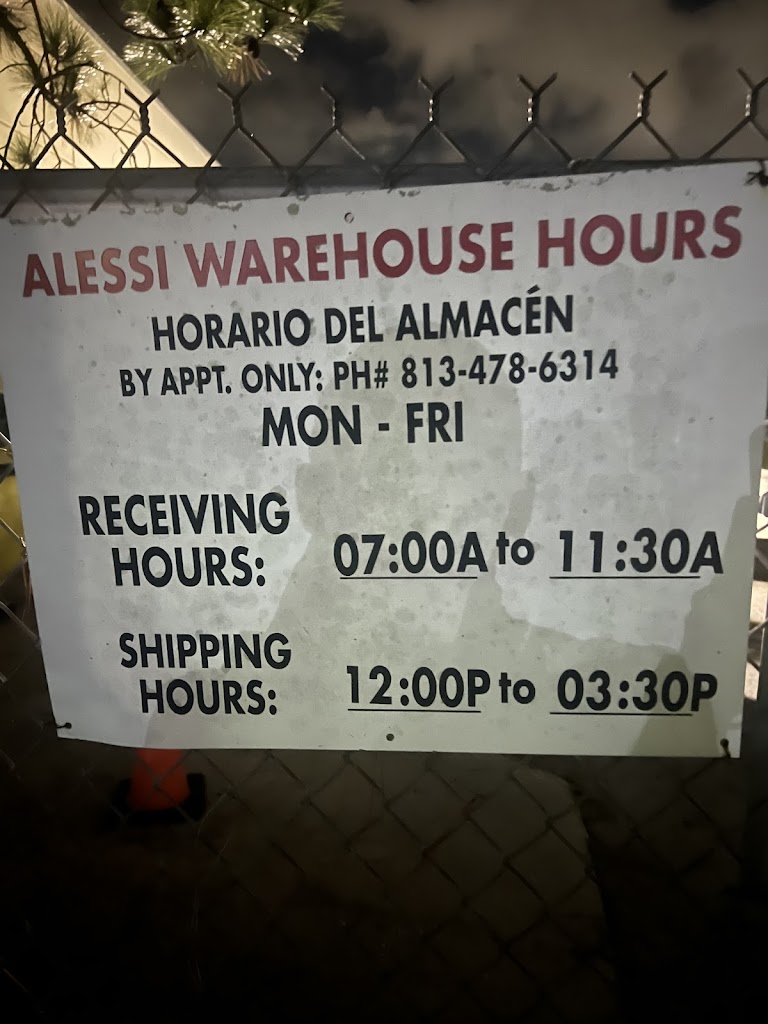 ALESSI WAREHOUSE HOURS
HORARIO DEL ALMACÉN
BY APPT. ONLY: PH# 813-478-6314
MON - FRI
RECEIVING HOURS: 07:00A to 11:30A
SHIPPING HOURS: 12:00P to 03:30P